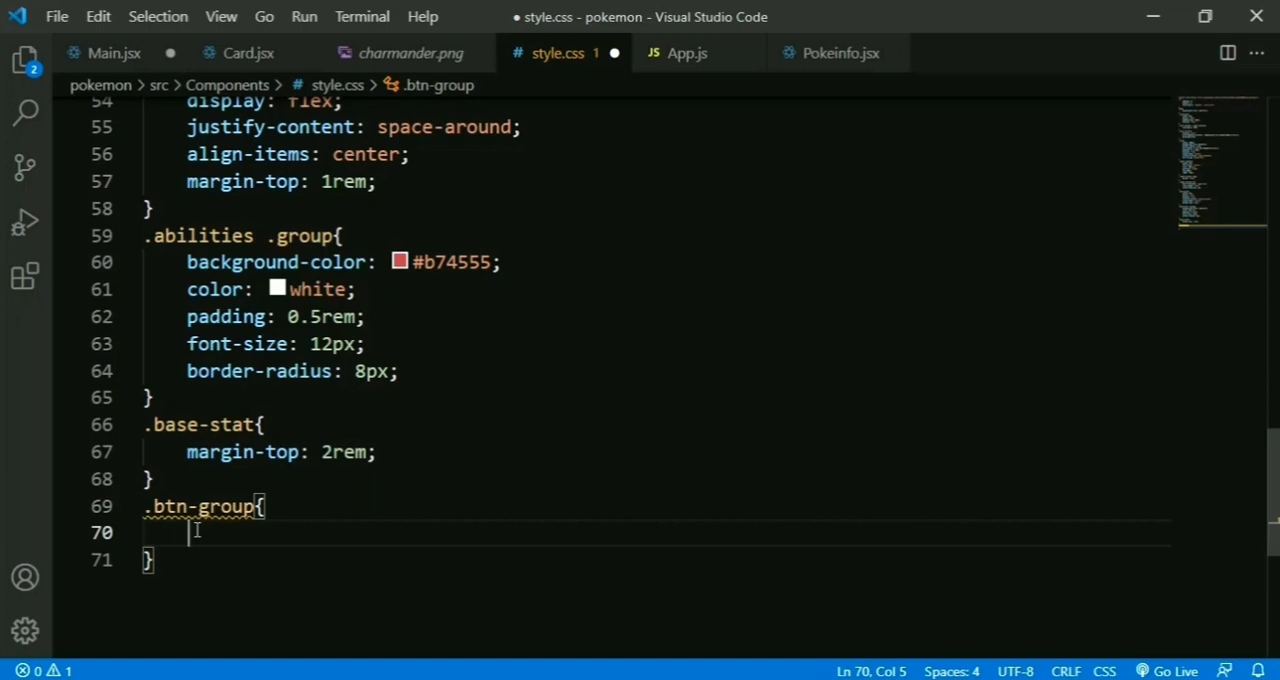 File Edit Selection View Go Run Terminal Help
● style.css - pokemon - Visual Studio Code
Main.jsx ● Card.jsx charmander.png # style.css 1 ● JS App.js Pokeinfo.jsx ···
pokemon > src > Components > # style.css > .btn-group
2
54 display: flex;
55 justify-content: space-around;
56 align-items: center;
57 margin-top: 1rem;
58 }
59 .abilities .group{
60 background-color: #b74555;
61 color: white;
62 padding: 0.5rem;
63 font-size: 12px;
64 border-radius: 8px;
65 }
66 .base-stat{
67 margin-top: 2rem;
68 }
69 .btn-group{
70
71 }
0 1 Ln 70, Col 5 Spaces: 4 UTF-8 CRLF CSS Go Live